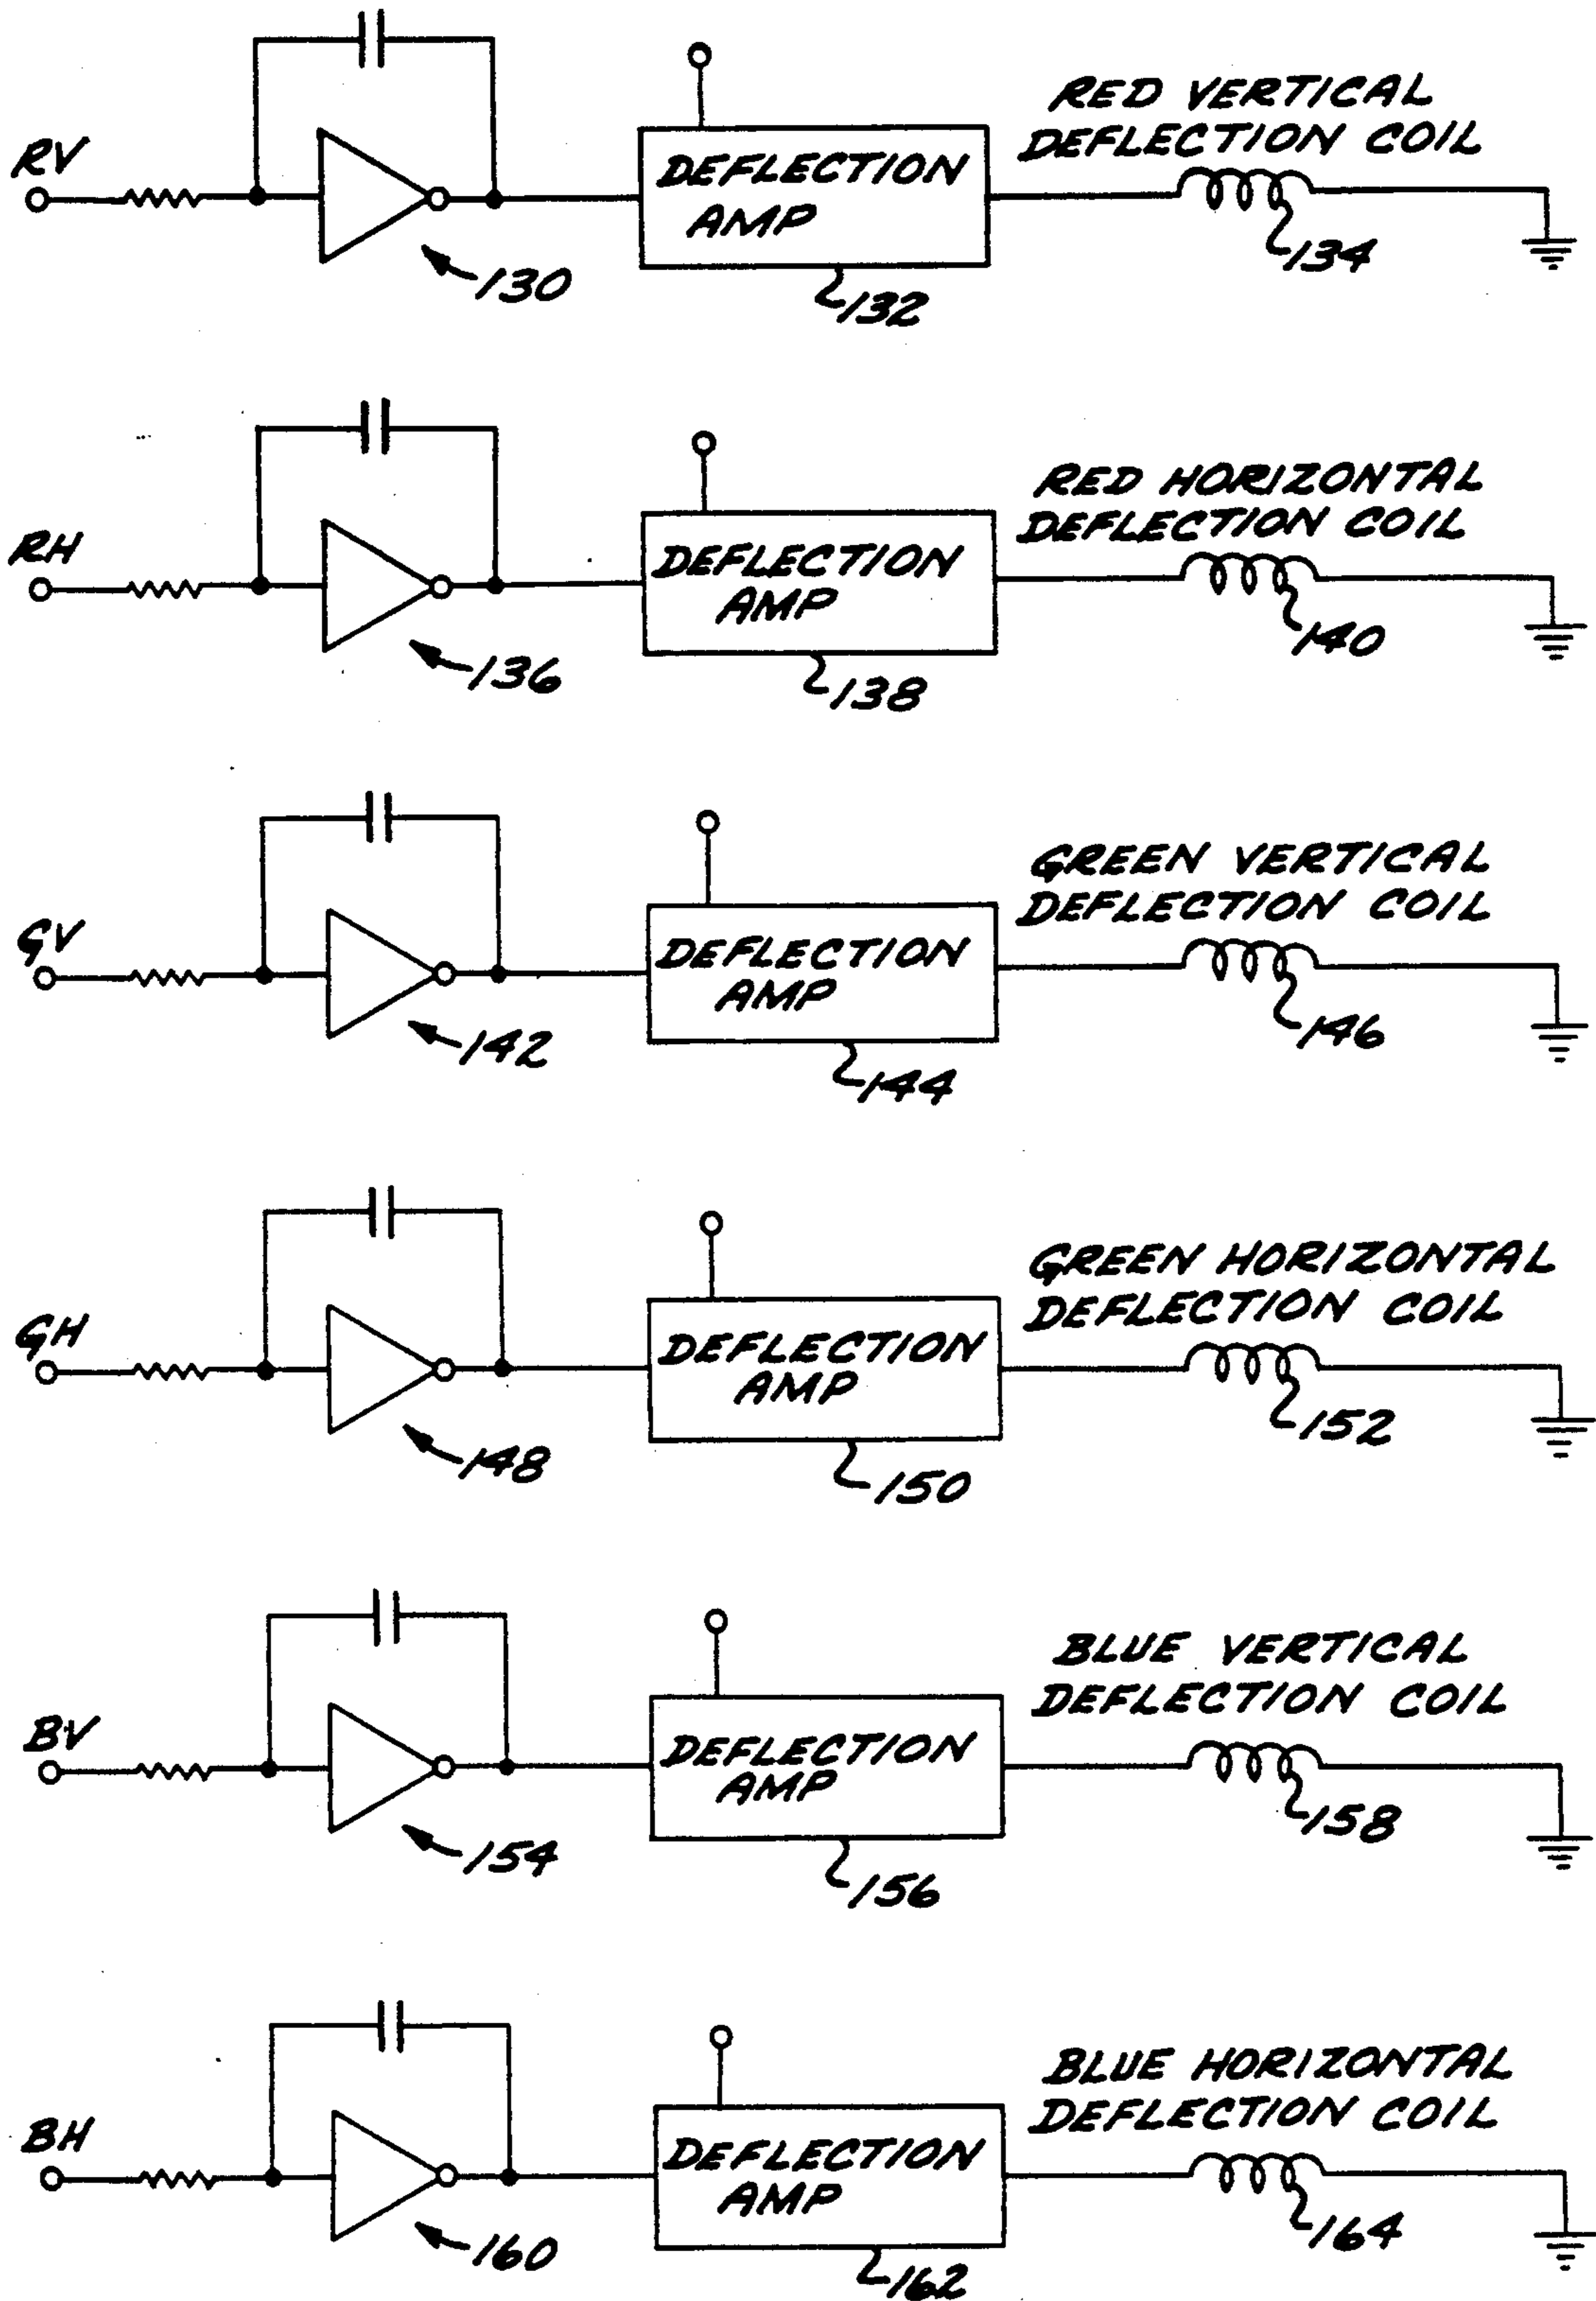 RED VERTICAL
DEFLECTION COIL
RV
DEFLECTION
AMP
130
132
134
RED HORIZONTAL
DEFLECTION COIL
RH
DEFLECTION
AMP
136
138
140
GREEN VERTICAL
DEFLECTION COIL
GV
DEFLECTION
AMP
142
144
146
GREEN HORIZONTAL
DEFLECTION COIL
GH
DEFLECTION
AMP
148
150
152
BLUE VERTICAL
DEFLECTION COIL
BV
DEFLECTION
AMP
154
156
158
BLUE HORIZONTAL
DEFLECTION COIL
BH
DEFLECTION
AMP
160
162
164